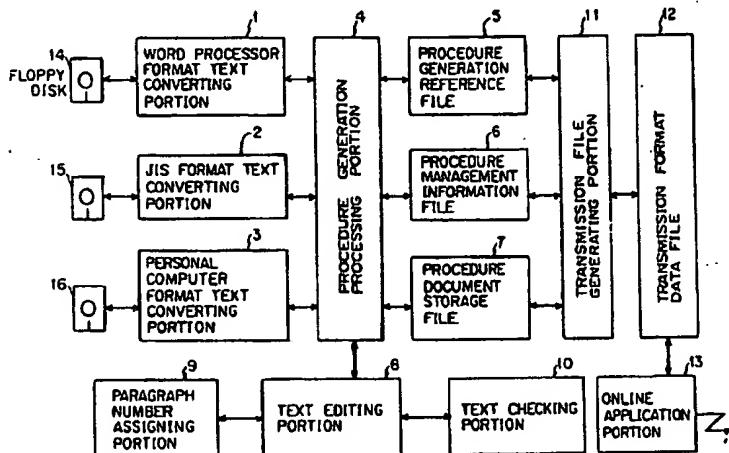 1
4
5
11
12
14
FLOPPY
DISK
WORD PROCESSOR
FORMAT TEXT
CONVERTING
PORTION
PROCEDURE GENERATION
PROCESSING PORTION
PROCEDURE
GENERATION
REFERENCE
FILE
TRANSMISSION FILE
GENERATING PORTION
TRANSMISSION FORMAT
DATA FILE
15
2
JIS FORMAT TEXT
CONVERTING
PORTION
6
PROCEDURE
MANAGEMENT
INFORMATION
FILE
16
3
PERSONAL
COMPUTER
FORMAT TEXT
CONVERTING
PORTION
7
PROCEDURE
DOCUMENT
STORAGE
FILE
9
PARAGRAPH
NUMBER
ASSIGNING
PORTION
8
TEXT EDITING
PORTION
10
TEXT CHECKING
PORTION
13
ONLINE
APPLICATION
PORTION